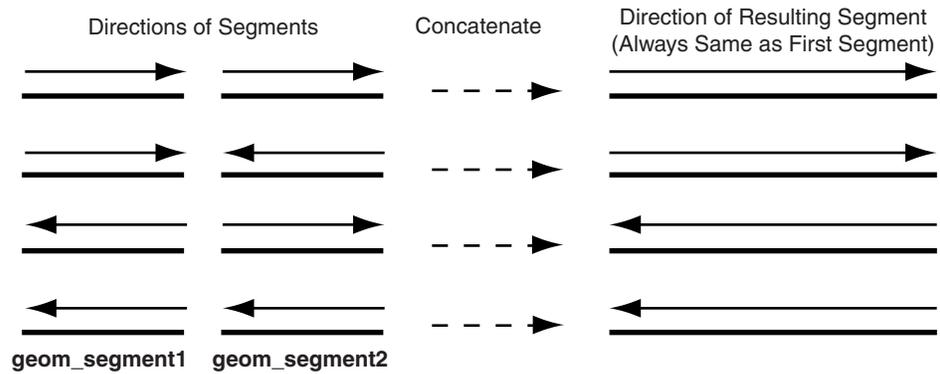 Directions of Segments
Concatenate
Direction of Resulting Segment
(Always Same as First Segment)
geom_segment1
geom_segment2